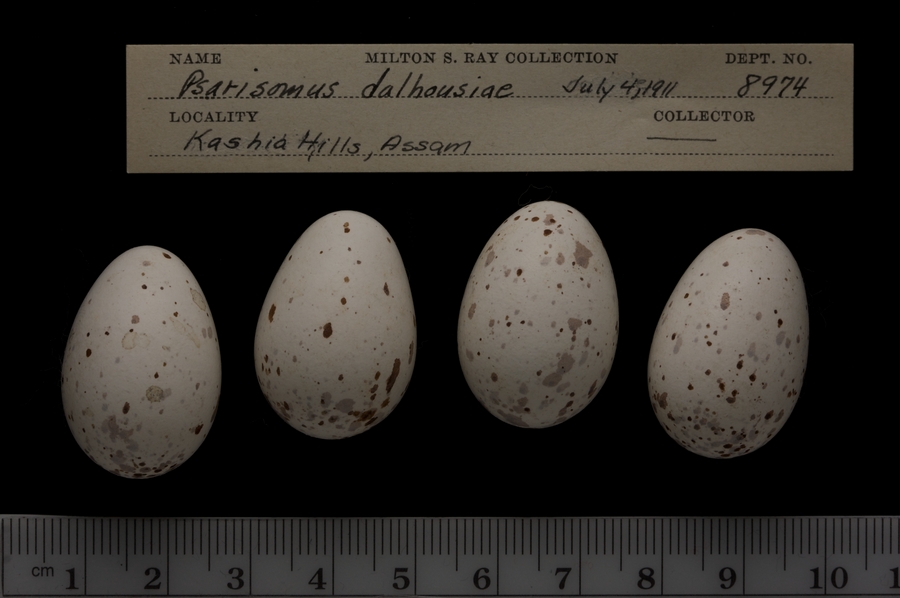 NAME MILTON S. RAY COLLECTION DEPT. NO.
Psarisomus dalhousiae July 4, 1911 8974
LOCALITY COLLECTOR
Kashia Hills, Assam
cm 1 2 3 4 5 6 7 8 9 10 1